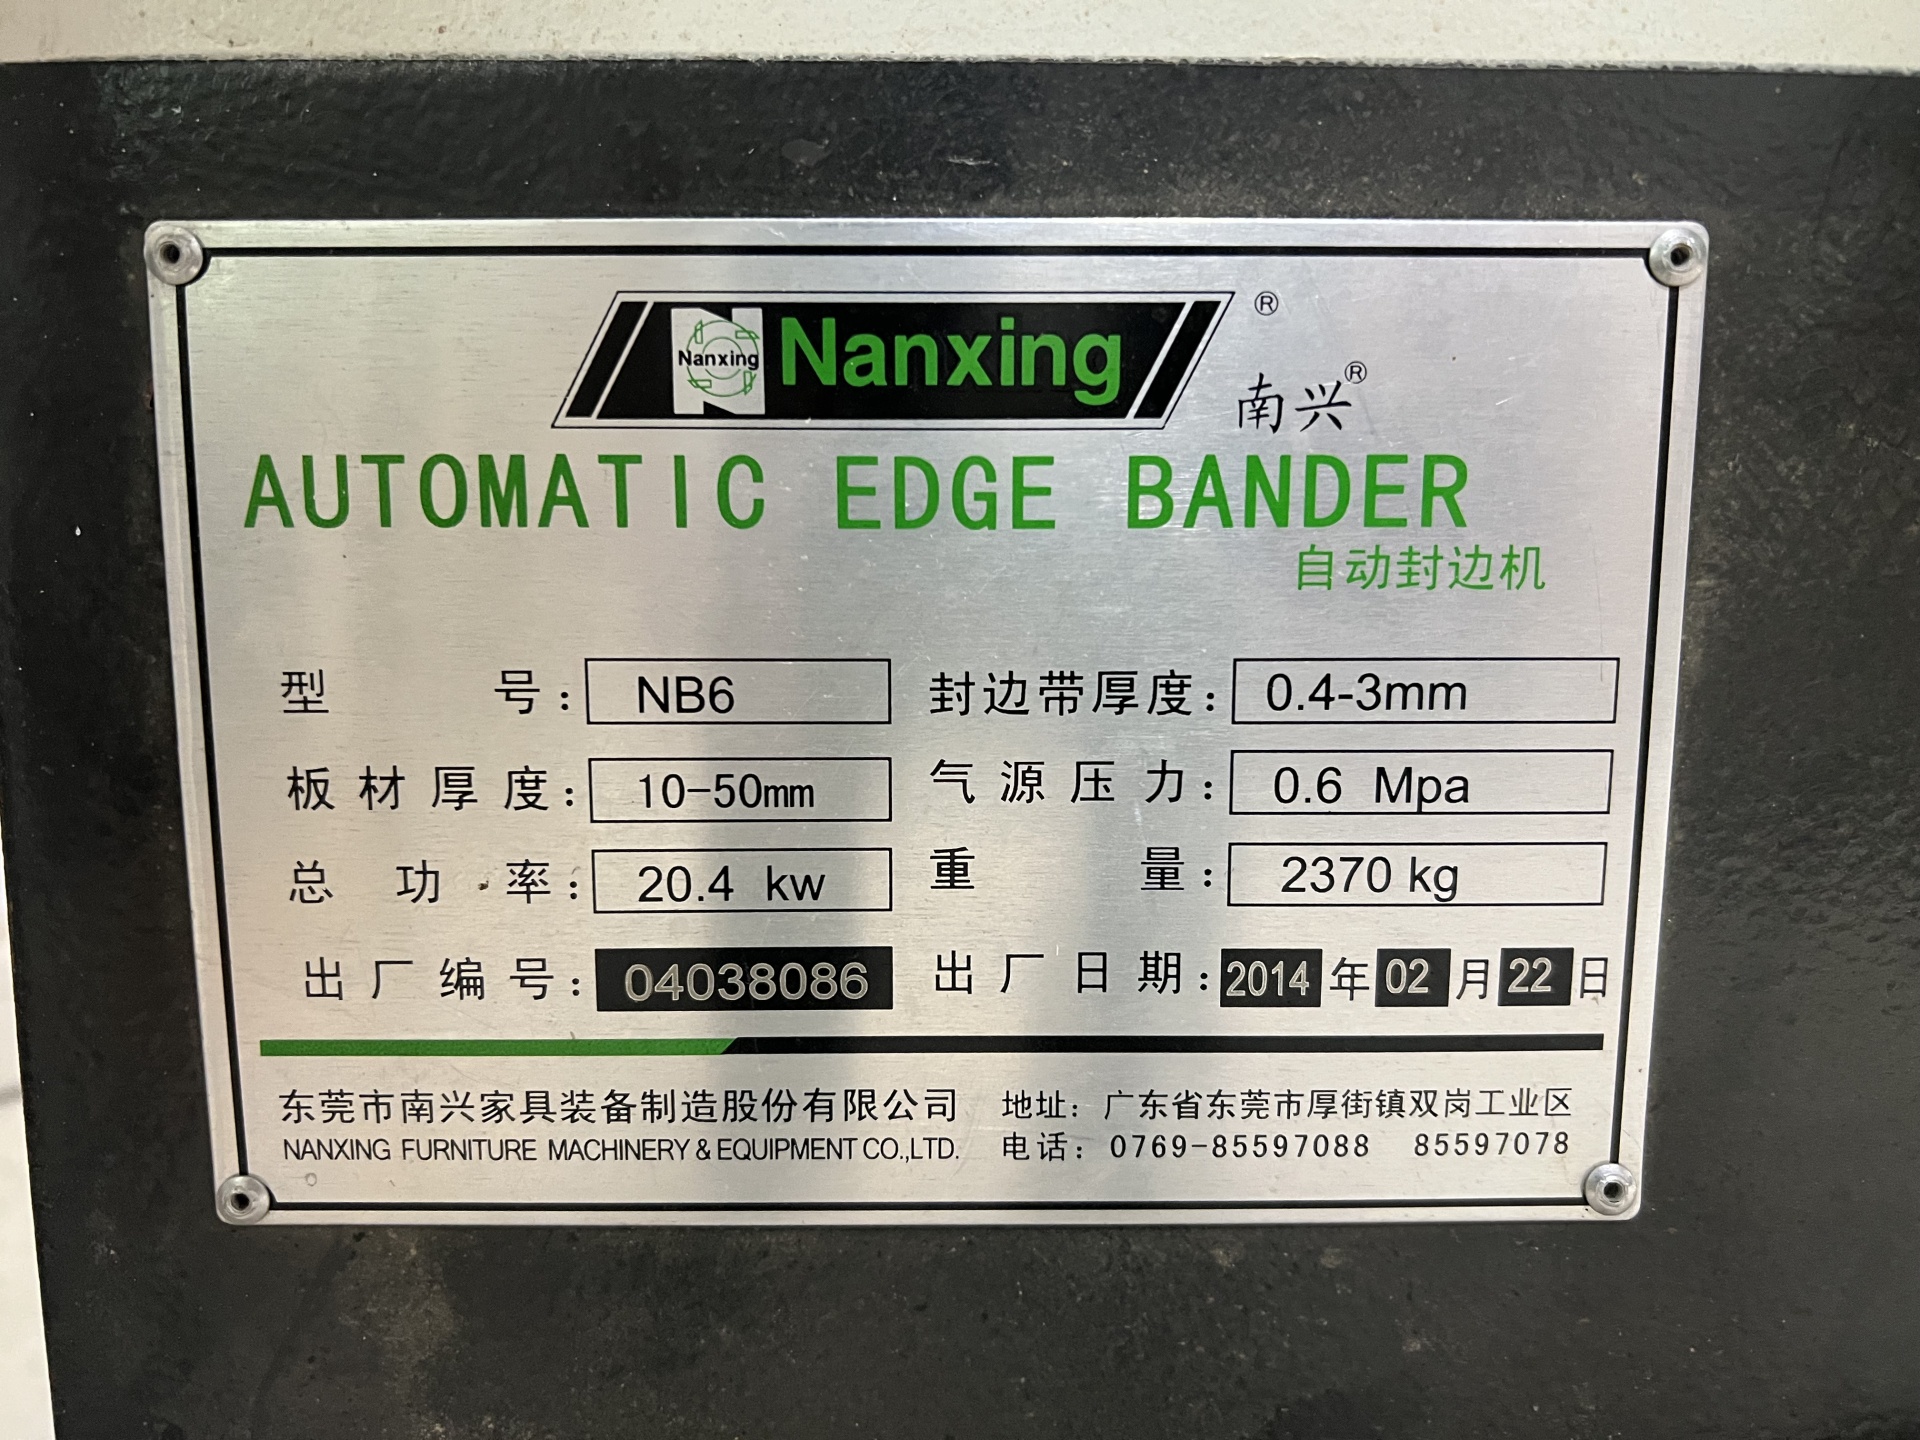 Nanxing Nanxing ®
南兴®
AUTOMATIC EDGE BANDER
自动封边机
型号: NB6 封边带厚度: 0.4-3mm
板材厚度: 10-50mm 气源压力: 0.6 Mpa
总功率: 20.4 kw 重量: 2370 kg
出厂编号: 04038086 出厂日期: 2014年02月22日
东莞市南兴家具装备制造股份有限公司 地址: 广东省东莞市厚街镇双岗工业区
NANXING FURNITURE MACHINERY & EQUIPMENT CO.,LTD. 电话: 0769-85597088 85597078